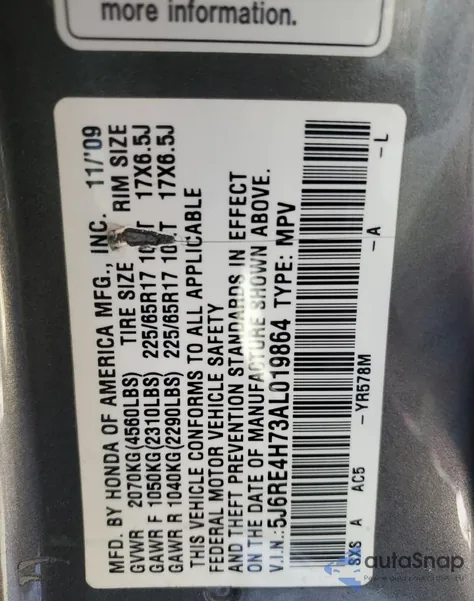 more information.
MFD. BY HONDA OF AMERICA MFG., INC. 11/'09
GVWR 2070KG(4560LBS) TIRE SIZE RIM SIZE
GAWR F 1050KG(2310LBS) 225/65R17 17X6.5J
GAWR R 1040KG(2290LBS) 225/65R17 17X6.5J
THIS VEHICLE CONFORMS TO ALL APPLICABLE
FEDERAL MOTOR VEHICLE SAFETY
AND THEFT PREVENTION STANDARDS IN EFFECT
ON THE DATE OF MANUFACTURE SHOWN ABOVE.
V.I.N.: 5J6RE4H73AL019864 TYPE: MPV
SXS A AC5 -YR578M -A -L
autoSnap